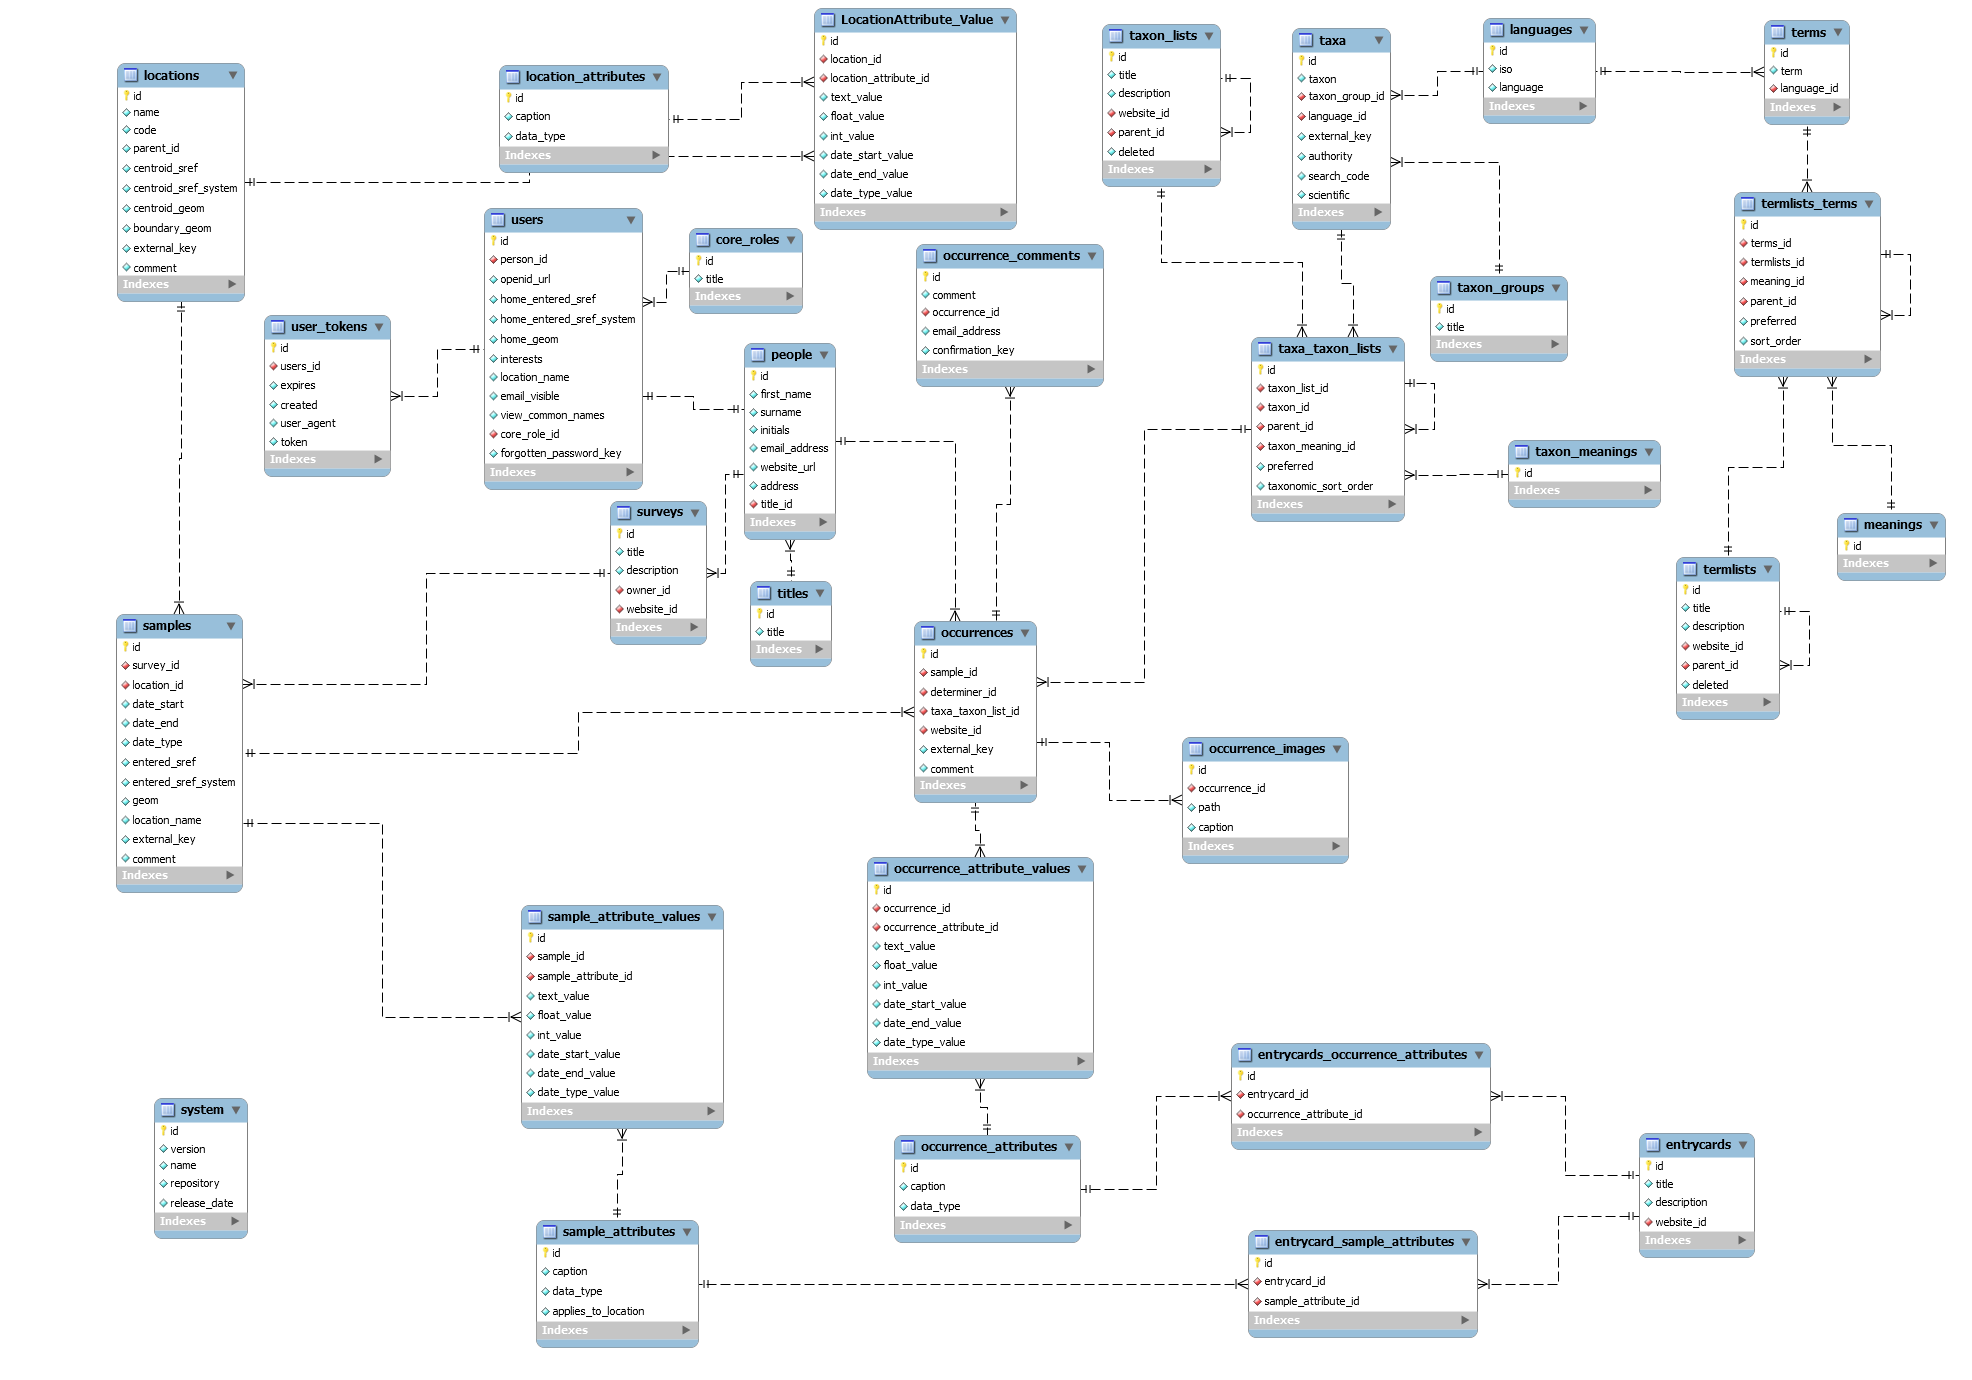 locations
id
name
code
parent_id
centroid_sref
centroid_sref_system
centroid_geom
boundary_geom
external_key
comment
Indexes
location_attributes
id
caption
data_type
Indexes
LocationAttribute_Value
id
location_id
location_attribute_id
text_value
float_value
int_value
date_start_value
date_end_value
date_type_value
Indexes
taxon_lists
id
title
description
website_id
parent_id
deleted
Indexes
taxa
id
taxon
taxon_group_id
language_id
external_key
authority
search_code
scientific
Indexes
languages
id
iso
language
Indexes
terms
id
term
language_id
Indexes
termlists_terms
id
terms_id
termlists_id
meaning_id
parent_id
preferred
sort_order
Indexes
users
id
person_id
openid_url
home_entered_sref
home_entered_sref_system
home_geom
interests
location_name
email_visible
view_common_names
core_role_id
forgotten_password_key
Indexes
core_roles
id
title
Indexes
occurrence_comments
id
comment
occurrence_id
email_address
confirmation_key
Indexes
taxon_groups
id
title
Indexes
user_tokens
id
users_id
expires
created
user_agent
token
Indexes
people
id
first_name
surname
initials
email_address
website_url
address
title_id
Indexes
taxa_taxon_lists
id
taxon_list_id
taxon_id
parent_id
taxon_meaning_id
preferred
taxonomic_sort_order
Indexes
taxon_meanings
id
Indexes
meanings
id
Indexes
surveys
id
title
description
owner_id
website_id
Indexes
titles
id
title
Indexes
termlists
id
title
description
website_id
parent_id
deleted
Indexes
samples
id
survey_id
location_id
date_start
date_end
date_type
entered_sref
entered_sref_system
geom
location_name
external_key
comment
Indexes
occurrences
id
sample_id
determiner_id
taxa_taxon_list_id
website_id
external_key
comment
Indexes
occurrence_images
id
occurrence_id
path
caption
Indexes
occurrence_attribute_values
id
occurrence_id
occurrence_attribute_id
text_value
float_value
int_value
date_start_value
date_end_value
date_type_value
Indexes
sample_attribute_values
id
sample_id
sample_attribute_id
text_value
float_value
int_value
date_start_value
date_end_value
date_type_value
Indexes
system
id
version
name
repository
release_date
Indexes
entrycards_occurrence_attributes
id
entrycard_id
occurrence_attribute_id
Indexes
occurrence_attributes
id
caption
data_type
Indexes
entrycards
id
title
description
website_id
Indexes
sample_attributes
id
caption
data_type
applies_to_location
Indexes
entrycard_sample_attributes
id
entrycard_id
sample_attribute_id
Indexes